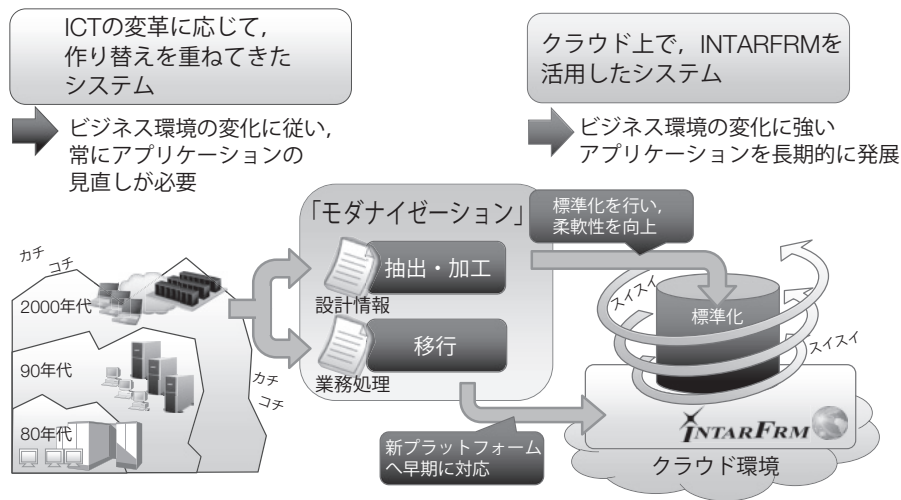 ICTの変革に応じて，
作り替えを重ねてきた
システム
ビジネス環境の変化に従い，
常にアプリケーションの
見直しが必要
クラウド上で，INTARFRMを
活用したシステム
ビジネス環境の変化に強い
アプリケーションを長期的に発展
「モダナイゼーション」
抽出・加工
設計情報
移行
業務処理
標準化を行い，
柔軟性を向上
新プラットフォーム
へ早期に対応
カチ
コチ
2000年代
90年代
80年代
カチ
コチ
スイスイ
標準化
スイスイ
INTARFRM
クラウド環境